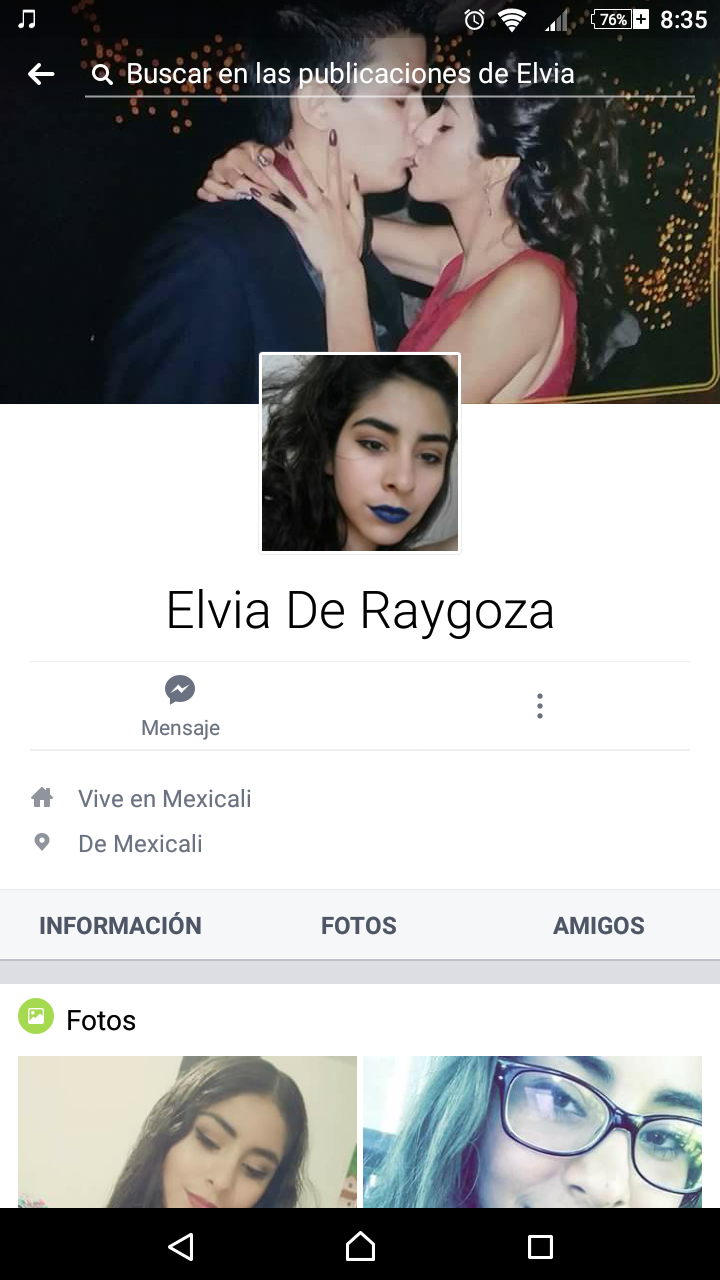 76% 8:35
Buscar en las publicaciones de Elvia
Elvia De Raygoza
Mensaje
Vive en Mexicali
De Mexicali
INFORMACIÓN FOTOS AMIGOS
Fotos